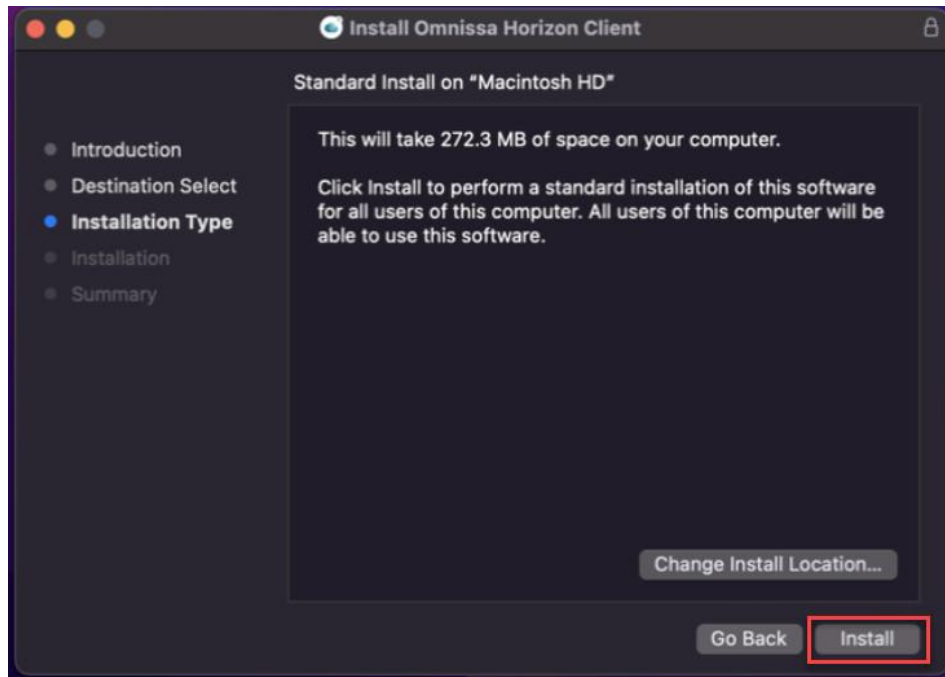 Install Omnissa Horizon Client
Standard Install on "Macintosh HD"
Introduction
Destination Select
Installation Type
Installation
Summary
This will take 272.3 MB of space on your computer.
Click Install to perform a standard installation of this software
for all users of this computer. All users of this computer will be
able to use this software.
Change Install Location...
Go Back
Install